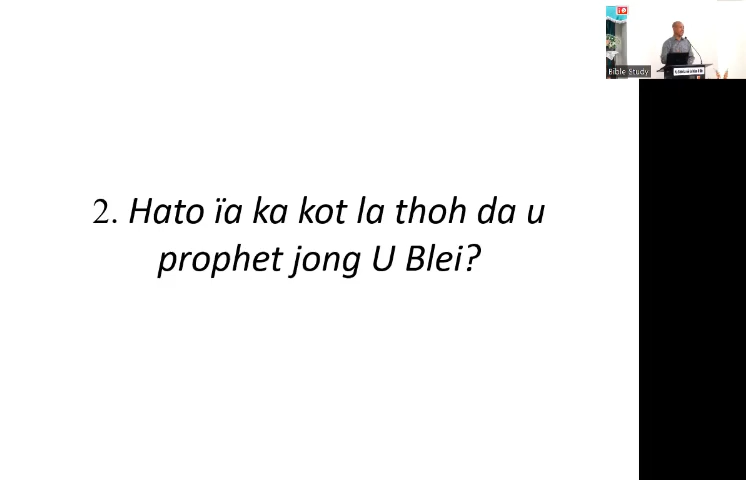 Bible Study
2. Hato ïa ka kot la thoh da u
prophet jong U Blei?